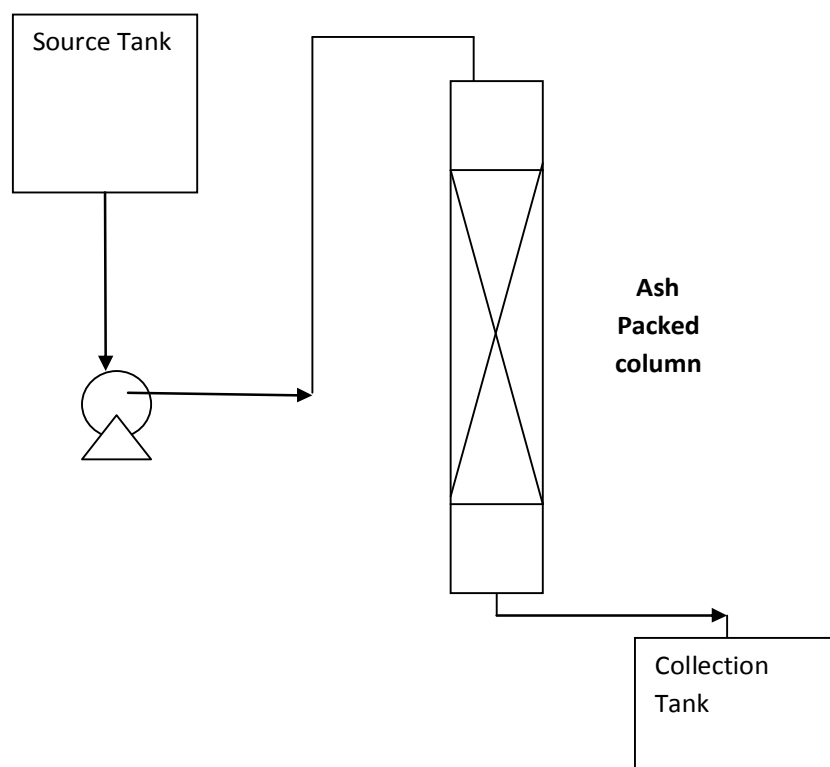 Source Tank
Ash
Packed
column
Collection
Tank